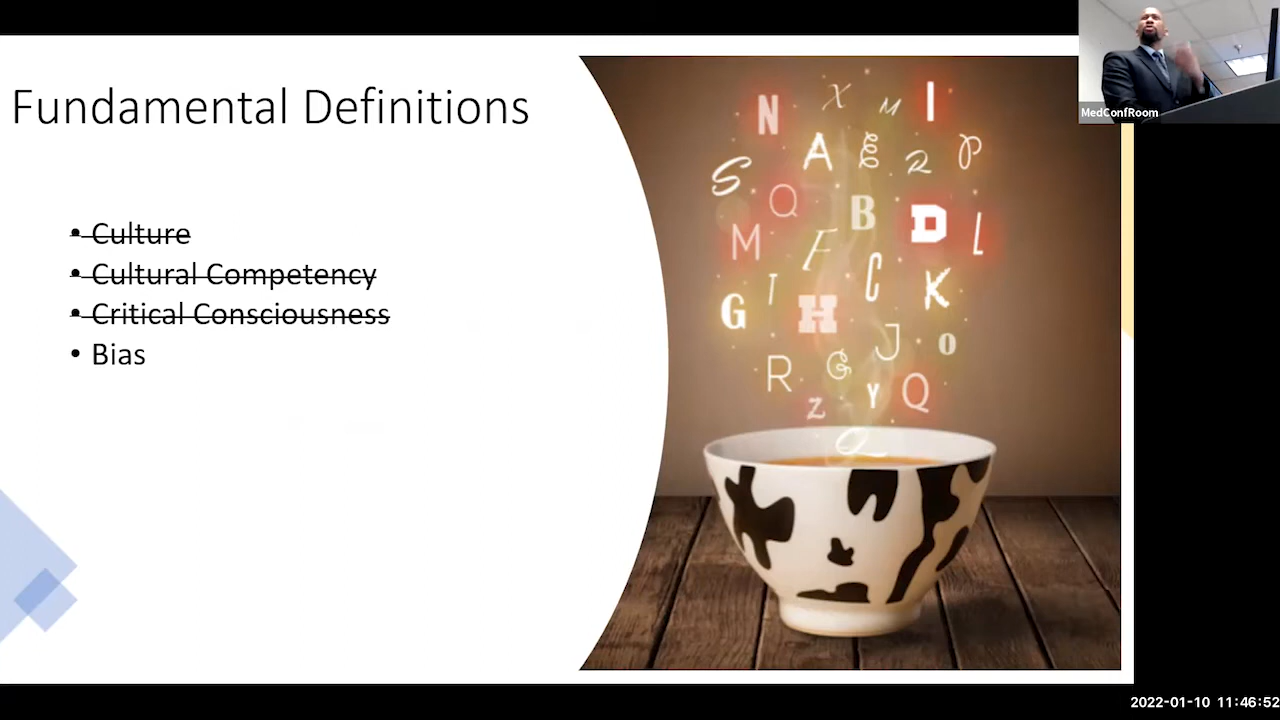 Fundamental Definitions
• Culture
• Cultural Competency
• Critical Consciousness
• Bias
N X M I
S A E R P
Q B D L
M F C K
G T H
J O
R G
Z Y Q
Q
MedConfRoom
2022-01-10 11:46:52